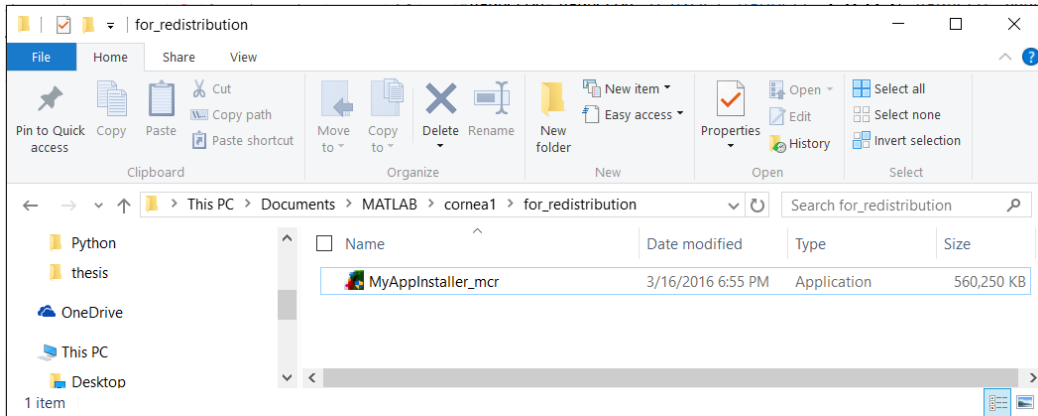 for_redistribution
File Home Share View
Pin to Quick access
Copy
Paste
Cut
Copy path
Paste shortcut
Clipboard
Move to
Copy to
Delete
Rename
Organize
New folder
New item
Easy access
New
Properties
Open
Edit
History
Open
Select all
Select none
Invert selection
Select
This PC > Documents > MATLAB > cornea1 > for_redistribution
Search for_redistribution
Python
thesis
OneDrive
This PC
Desktop
Name Date modified Type Size
MyAppInstaller_mcr 3/16/2016 6:55 PM Application 560,250 KB
1 item